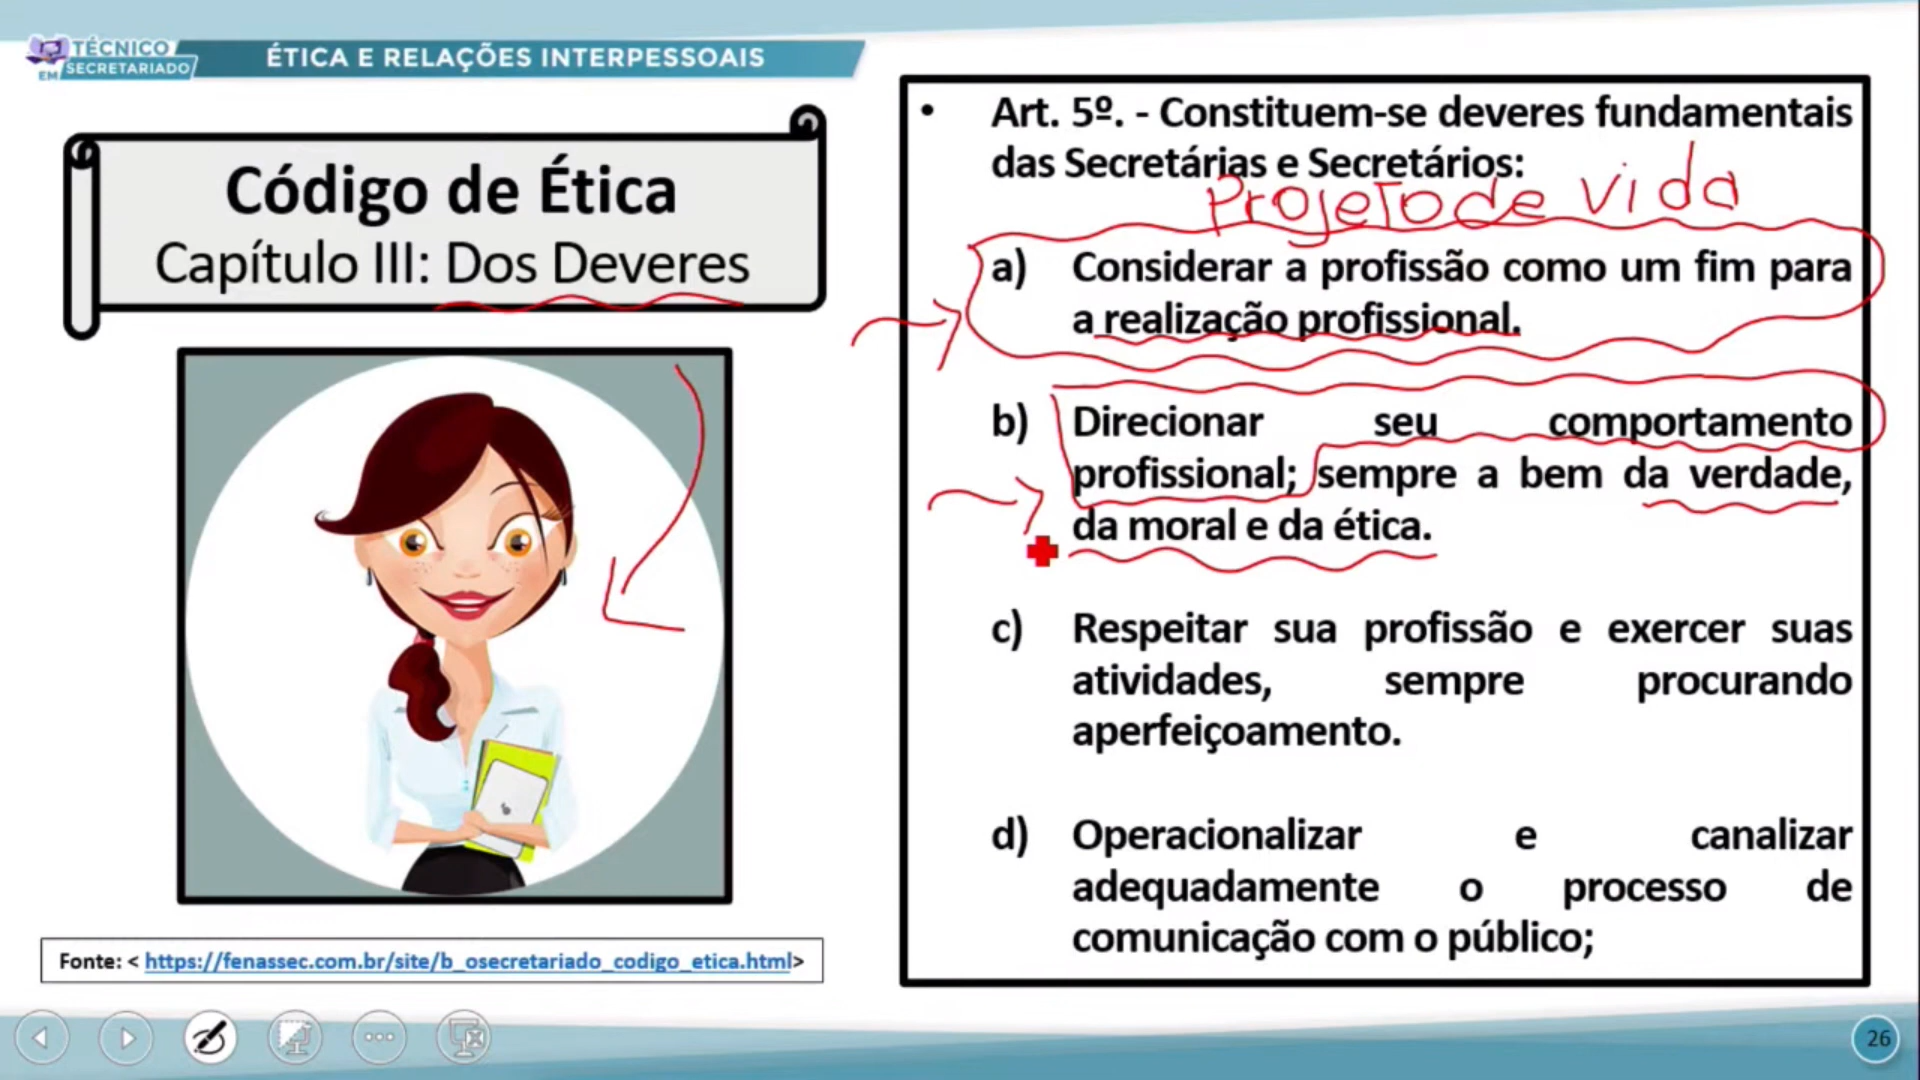 TÉCNICO
EM SECRETARIADO
ÉTICA E RELAÇÕES INTERPESSOAIS
Código de Ética
Capítulo III: Dos Deveres
Fonte: < https://fenassec.com.br/site/b_osecretariado_codigo_etica.html>
• Art. 5º. - Constituem-se deveres fundamentais
das Secretárias e Secretários:
Projeto de vida
a) Considerar a profissão como um fim para
a realização profissional.
b) Direcionar seu comportamento
profissional; sempre a bem da verdade,
da moral e da ética.
c) Respeitar sua profissão e exercer suas
atividades, sempre procurando
aperfeiçoamento.
d) Operacionalizar e canalizar
adequadamente o processo de
comunicação com o público;
26